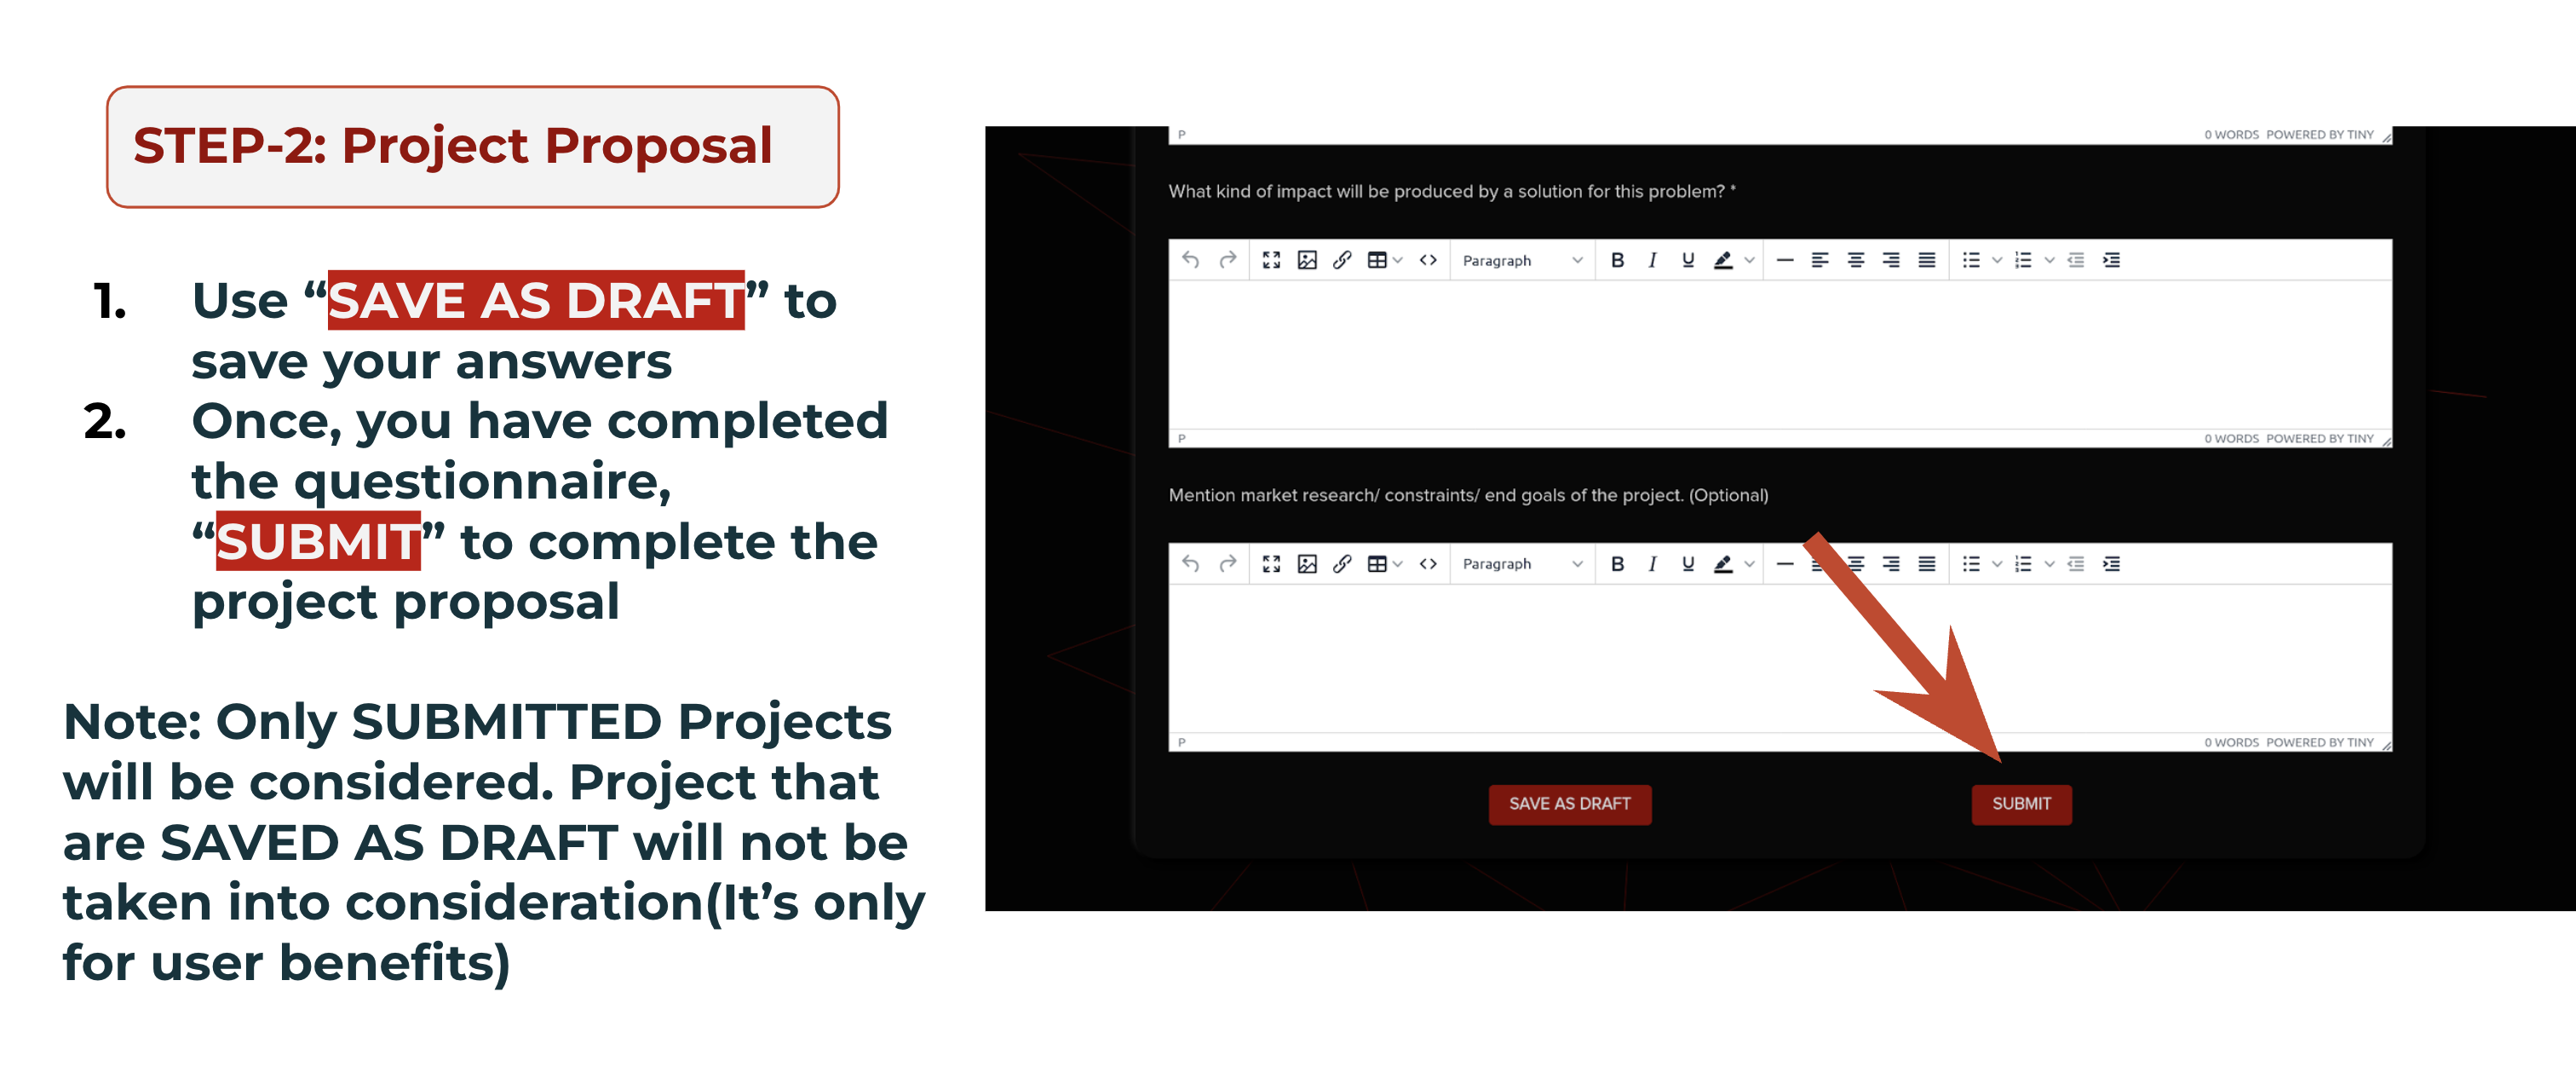 STEP-2: Project Proposal
1. Use “SAVE AS DRAFT” to
save your answers
2. Once, you have completed
the questionnaire,
“SUBMIT” to complete the
project proposal
Note: Only SUBMITTED Projects
will be considered. Project that
are SAVED AS DRAFT will not be
taken into consideration(It’s only
for user benefits)
P 0 WORDS POWERED BY TINY
What kind of impact will be produced by a solution for this problem? *
Paragraph B I U
P 0 WORDS POWERED BY TINY
Mention market research/ constraints/ end goals of the project. (Optional)
Paragraph B I U
P 0 WORDS POWERED BY TINY
SAVE AS DRAFT SUBMIT